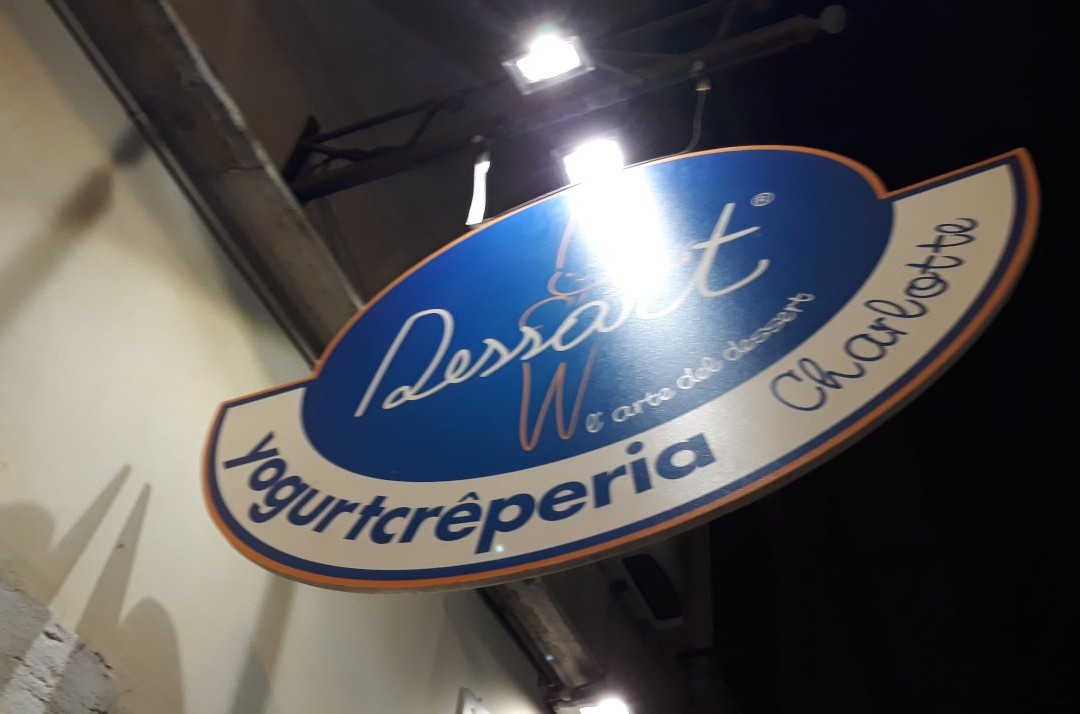 Dessart®
l'arte del dessert
yogurtcrêperia Charlotte